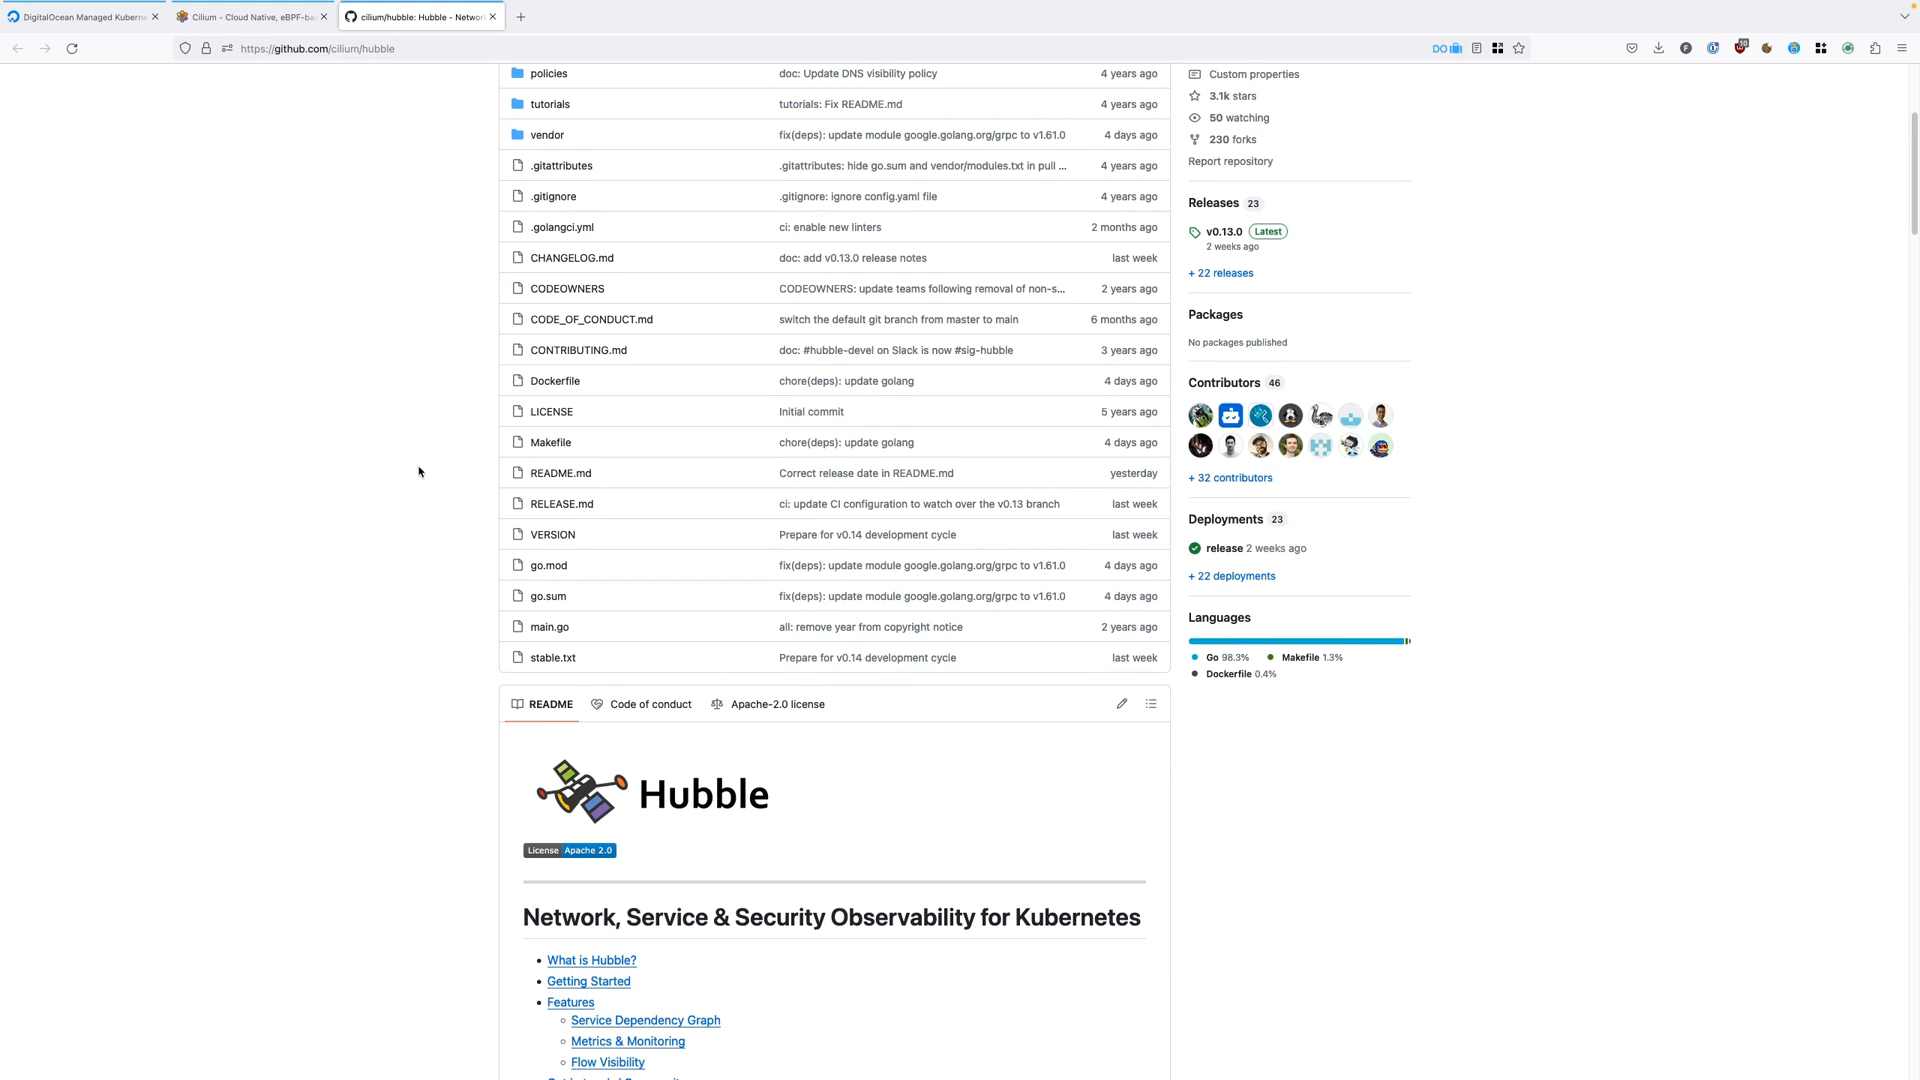 DigitalOcean Managed Kuberne
Cilium - Cloud Native, eBPF-ba
cilium/hubble: Hubble - Network
https://github.com/cilium/hubble
DO
10
policies doc: Update DNS visibility policy 4 years ago
tutorials tutorials: Fix README.md 4 years ago
vendor fix(deps): update module google.golang.org/grpc to v1.61.0 4 days ago
.gitattributes .gitattributes: hide go.sum and vendor/modules.txt in pull ... 4 years ago
.gitignore .gitignore: ignore config.yaml file 4 years ago
.golangci.yml ci: enable new linters 2 months ago
CHANGELOG.md doc: add v0.13.0 release notes last week
CODEOWNERS CODEOWNERS: update teams following removal of non-s... 2 years ago
CODE_OF_CONDUCT.md switch the default git branch from master to main 6 months ago
CONTRIBUTING.md doc: #hubble-devel on Slack is now #sig-hubble 3 years ago
Dockerfile chore(deps): update golang 4 days ago
LICENSE Initial commit 5 years ago
Makefile chore(deps): update golang 4 days ago
README.md Correct release date in README.md yesterday
RELEASE.md ci: update CI configuration to watch over the v0.13 branch last week
VERSION Prepare for v0.14 development cycle last week
go.mod fix(deps): update module google.golang.org/grpc to v1.61.0 4 days ago
go.sum fix(deps): update module google.golang.org/grpc to v1.61.0 4 days ago
main.go all: remove year from copyright notice 2 years ago
stable.txt Prepare for v0.14 development cycle last week
README Code of conduct Apache-2.0 license
Hubble
License Apache 2.0
Network, Service & Security Observability for Kubernetes
What is Hubble?
Getting Started
Features
Service Dependency Graph
Metrics & Monitoring
Flow Visibility
Custom properties
3.1k stars
50 watching
230 forks
Report repository
Releases 23
v0.13.0 Latest
2 weeks ago
+ 22 releases
Packages
No packages published
Contributors 46
+ 32 contributors
Deployments 23
release 2 weeks ago
+ 22 deployments
Languages
Go 98.3% Makefile 1.3%
Dockerfile 0.4%